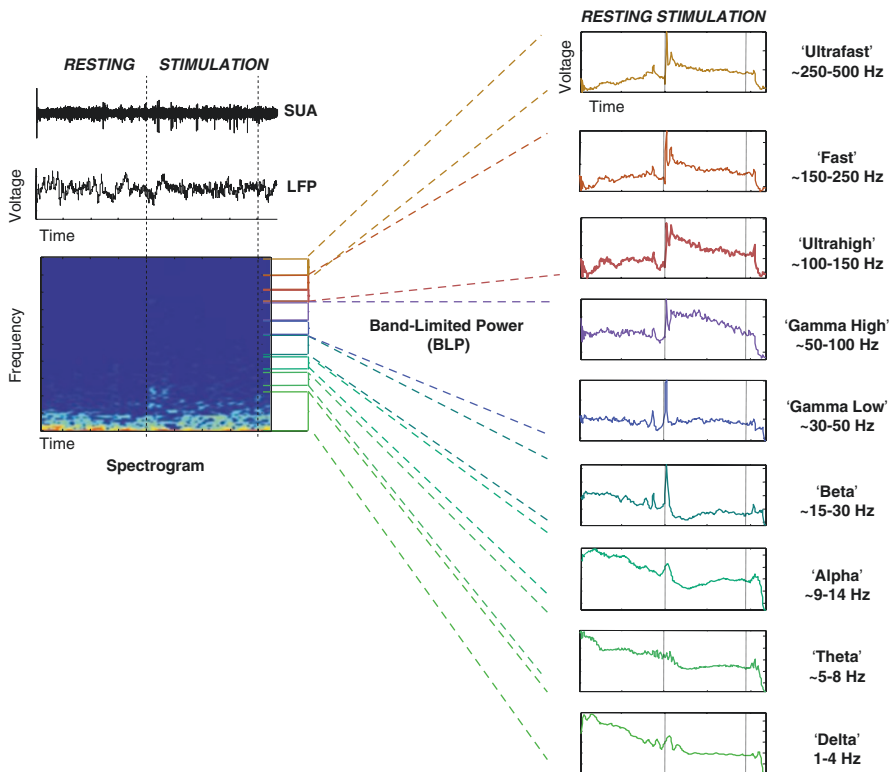 RESTING STIMULATION
SUA
LFP
Voltage
Time
Frequency
Time
Spectrogram
Band-Limited Power
(BLP)
RESTING STIMULATION
Voltage
Time
‘Ultrafast’
~250-500 Hz
‘Fast’
~150-250 Hz
‘Ultrahigh’
~100-150 Hz
‘Gamma High’
~50-100 Hz
‘Gamma Low’
~30-50 Hz
‘Beta’
~15-30 Hz
‘Alpha’
~9-14 Hz
‘Theta’
~5-8 Hz
‘Delta’
1-4 Hz